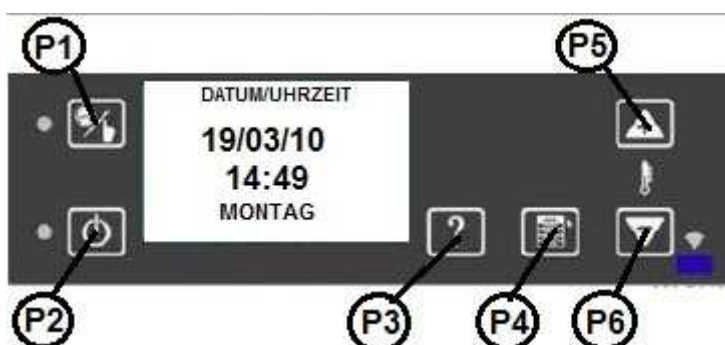 P1
P5
DATUM/UHRZEIT
19/03/10
14:49
MONTAG
?
P2
P3
P4
P6